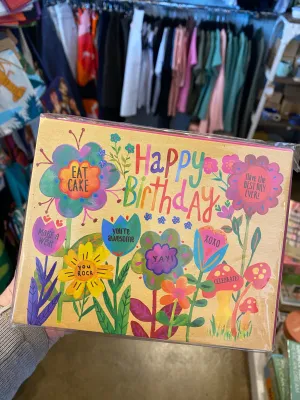 Happy
Birthday
EAT
CAKE
Have the
BEST DAY
EVER!
you're
awesome
XOXO
YAY!
YOU
ROCK
CELEBRATE